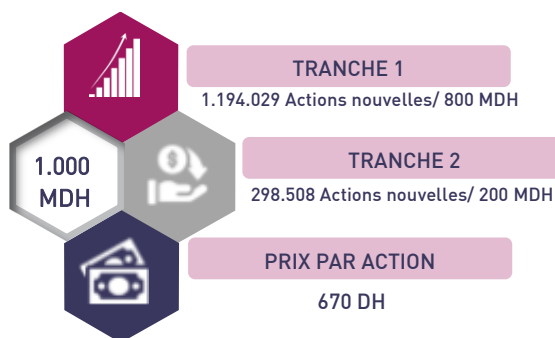 TRANCHE 1
1.194.029 Actions nouvelles/ 800 MDH
1.000
MDH
TRANCHE 2
298.508 Actions nouvelles/ 200 MDH
PRIX PAR ACTION
670 DH